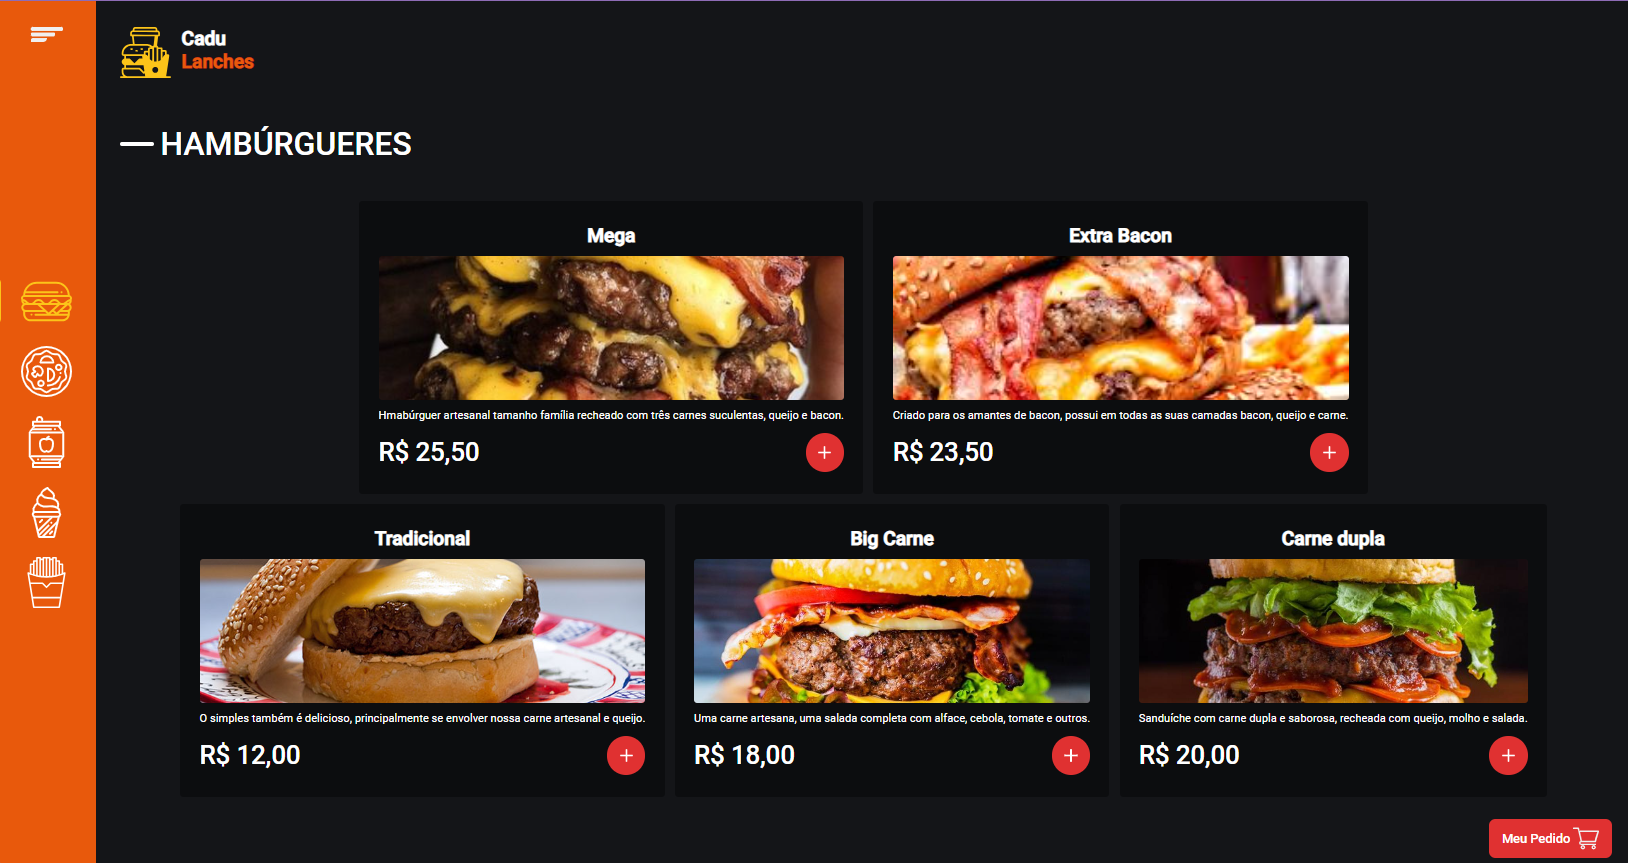 Cadu
Lanches
HAMBÚRGUERES
Mega
Hmabúrguer artesanal tamanho família recheado com três carnes suculentas, queijo e bacon.
R$ 25,50
Extra Bacon
Criado para os amantes de bacon, possui em todas as suas camadas bacon, queijo e carne.
R$ 23,50
Tradicional
O simples também é delicioso, principalmente se envolver nossa carne artesanal e queijo.
R$ 12,00
Big Carne
Uma carne artesana, uma salada completa com alface, cebola, tomate e outros.
R$ 18,00
Carne dupla
Sanduíche com carne dupla e saborosa, recheada com queijo, molho e salada.
R$ 20,00
Meu Pedido